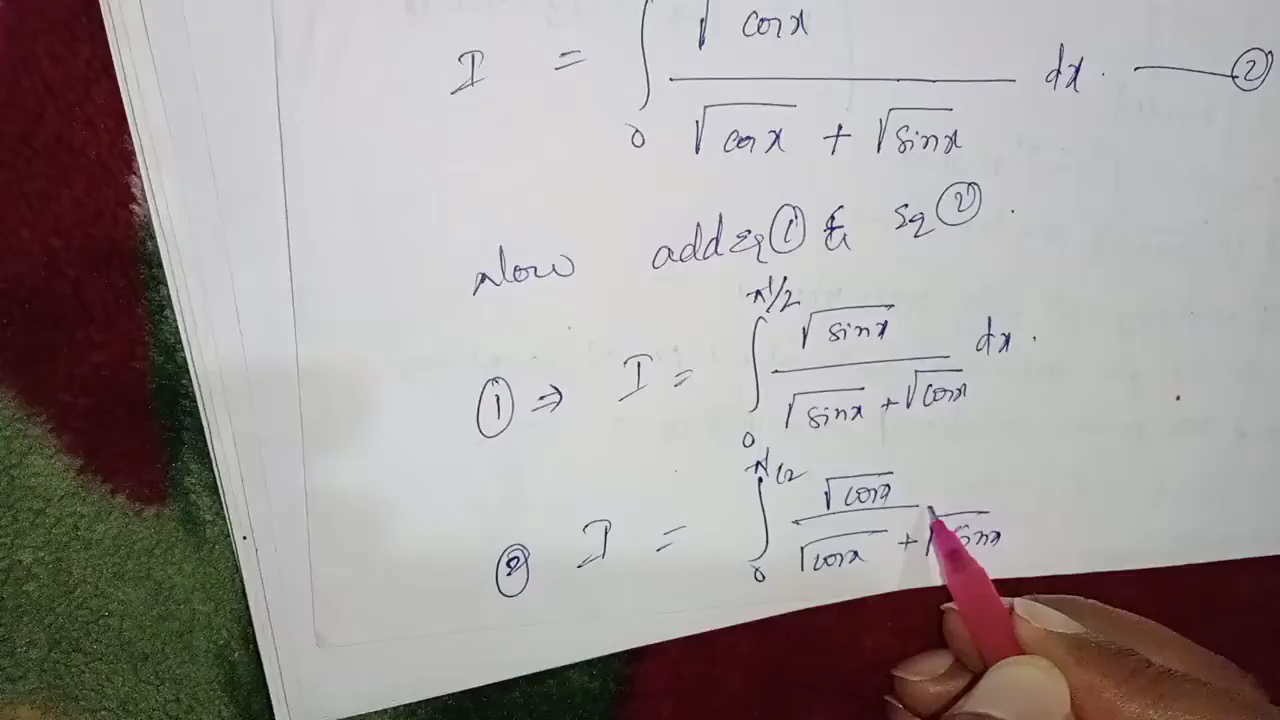 I = ∫₀ √cosx / (√cosx + √sinx) dx. — ②
Now add Eq ① & Eq ②.
① ⇒ I = ∫₀^π/2 √sinx / (√sinx + √cosx) dx.
② I = ∫₀^π/2 √cosx / (√cosx + √sinx)